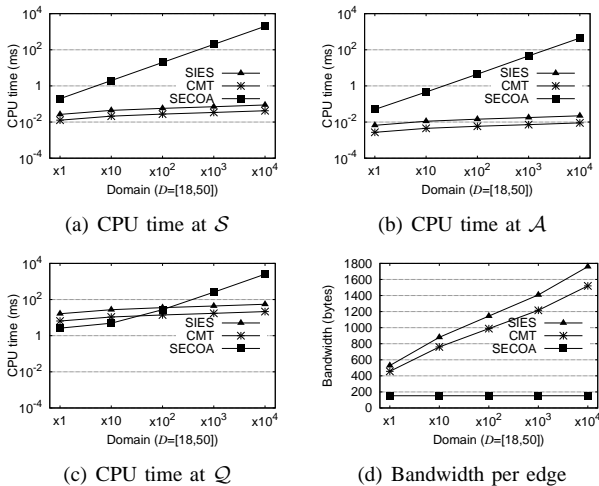 10^4
10^2
1
10^-2
10^-4
CPU time (ms)
SIES
CMT
SECOA
x1 x10 x10^2 x10^3 x10^4
Domain (D=[18,50])
(a) CPU time at S
10^4
10^2
1
10^-2
10^-4
CPU time (ms)
SIES
CMT
SECOA
x1 x10 x10^2 x10^3 x10^4
Domain (D=[18,50])
(b) CPU time at A
10^4
10^2
1
10^-2
10^-4
CPU time (ms)
SIES
CMT
SECOA
x1 x10 x10^2 x10^3 x10^4
Domain (D=[18,50])
(c) CPU time at Q
1800
1600
1400
1200
1000
800
600
400
200
0
Bandwidth (bytes)
SIES
CMT
SECOA
x1 x10 x10^2 x10^3 x10^4
Domain (D=[18,50])
(d) Bandwidth per edge